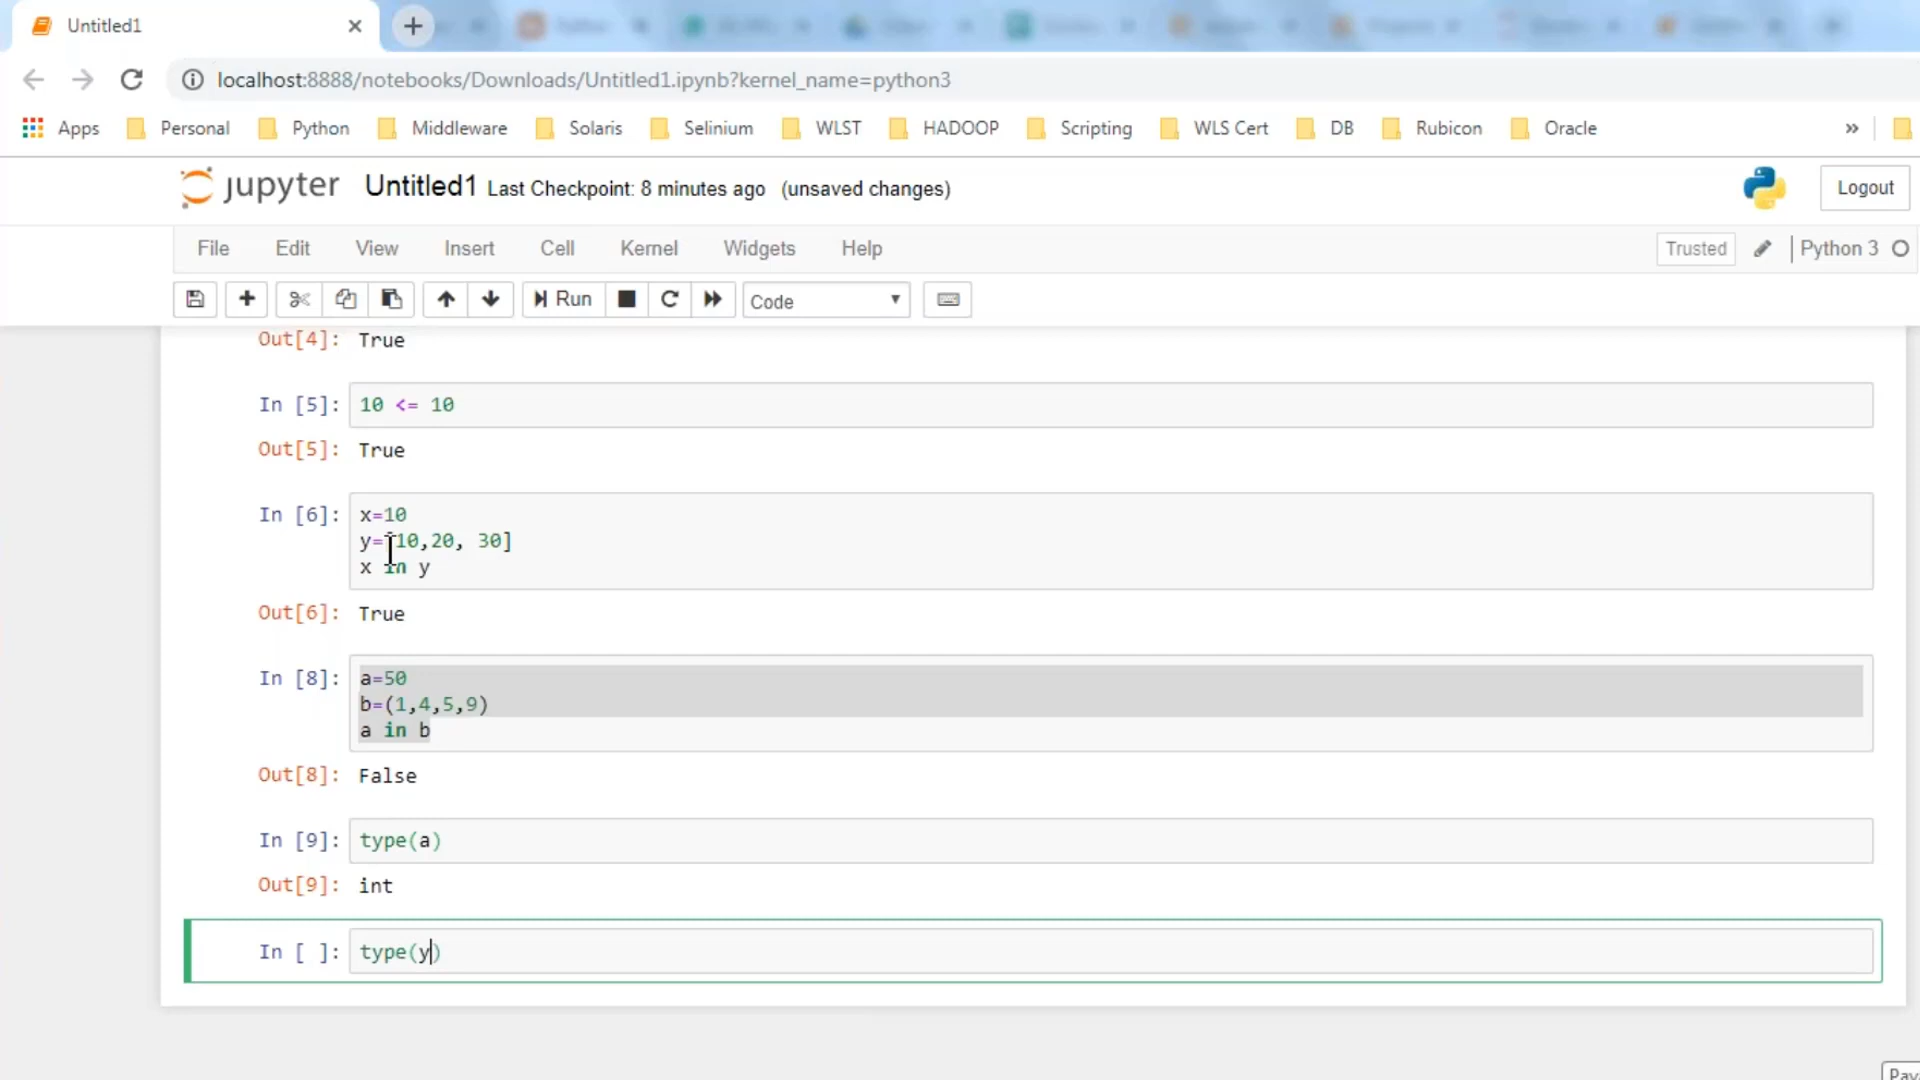 Untitled1
localhost:8888/notebooks/Downloads/Untitled1.ipynb?kernel_name=python3
Apps Personal Python Middleware Solaris Selinium WLST HADOOP Scripting WLS Cert DB Rubicon Oracle »
jupyter Untitled1 Last Checkpoint: 8 minutes ago (unsaved changes) Logout
File Edit View Insert Cell Kernel Widgets Help Trusted Python 3
Run Code
Out[4]: True
In [5]: 10 <= 10
Out[5]: True
In [6]: x=10
y=[10,20, 30]
x in y
Out[6]: True
In [8]: a=50
b=(1,4,5,9)
a in b
Out[8]: False
In [9]: type(a)
Out[9]: int
In [ ]: type(y)